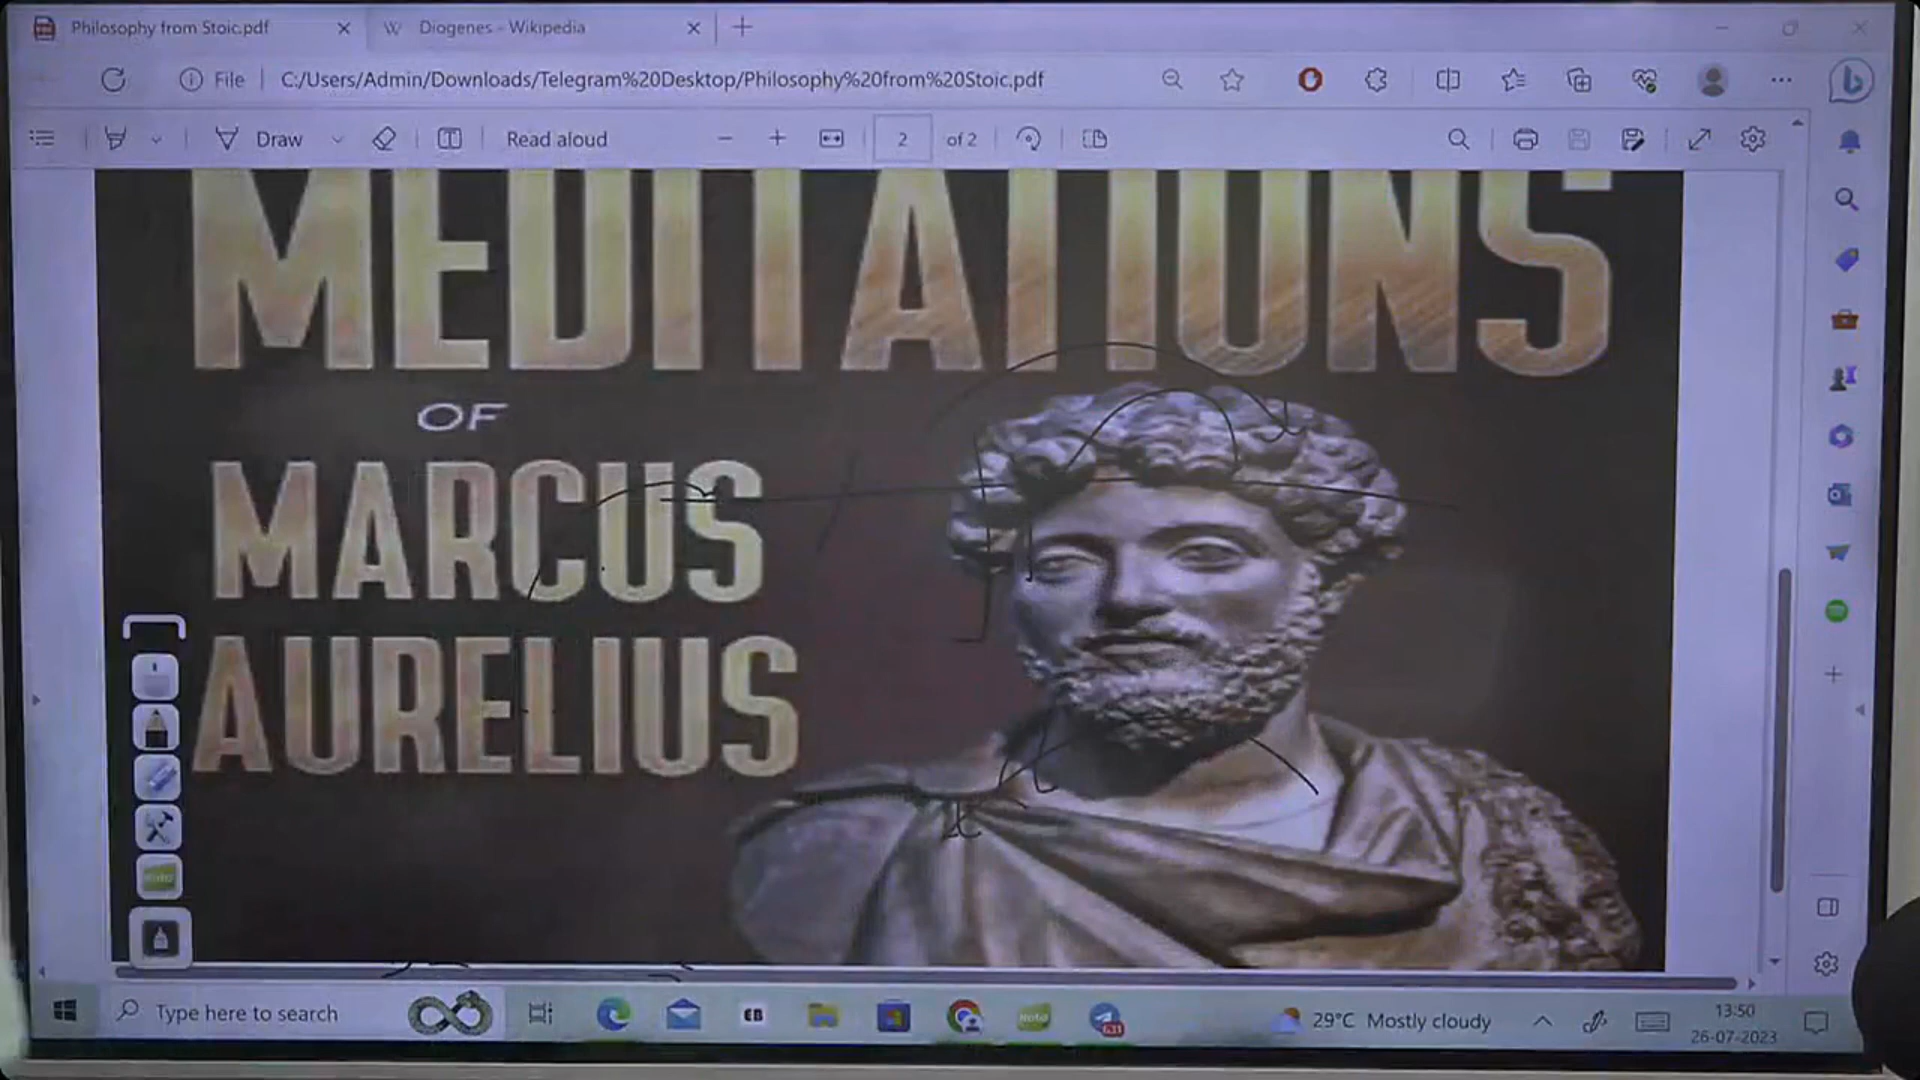 Philosophy from Stoic.pdf
Diogenes - Wikipedia
File
C:/Users/Admin/Downloads/Telegram%20Desktop/Philosophy%20from%20Stoic.pdf
Draw
Read aloud
2
of 2
MEDITATIONS
OF
MARCUS
AURELIUS
Type here to search
29°C Mostly cloudy
13:50
26-07-2023